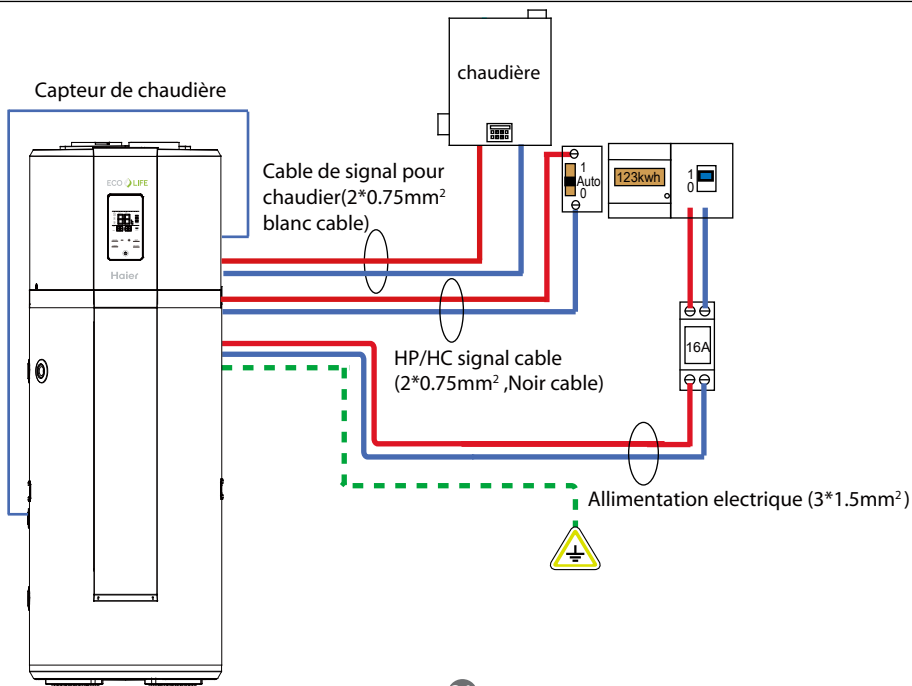 chaudière
Capteur de chaudière
Cable de signal pour
chaudier(2*0.75mm²
blanc cable)
1
Auto
0
123kwh
1
0
ECO LIFE
Haier
HP/HC signal cable
(2*0.75mm² ,Noir cable)
16A
Allimentation electrique (3*1.5mm²)